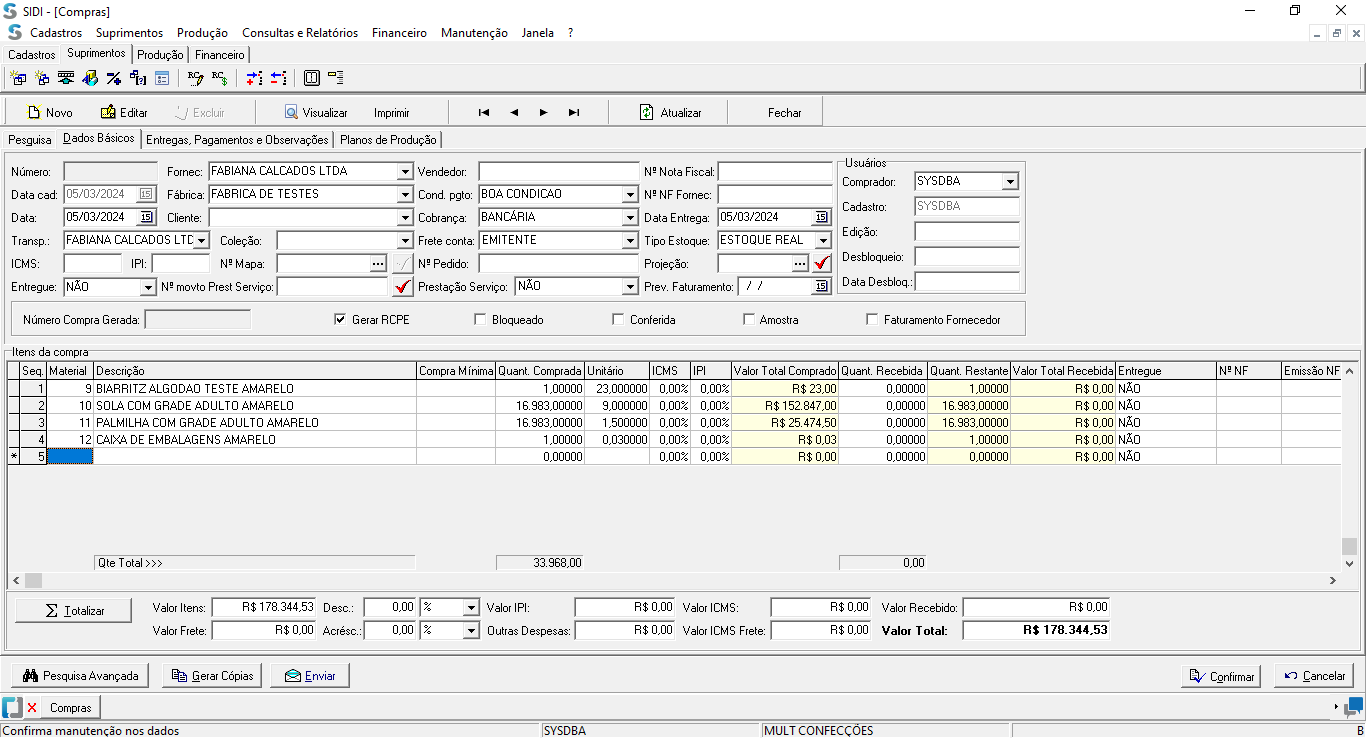 SIDI - [Compras]
Cadastros Suprimentos Produção Consultas e Relatórios Financeiro Manutenção Janela ?
Cadastros Suprimentos Produção Financeiro
Novo Editar Excluir Visualizar Imprimir Atualizar Fechar
Pesquisa Dados Básicos Entregas, Pagamentos e Observações Planos de Produção
Número: Fornec: FABIANA CALCADOS LTDA Vendedor: Nº Nota Fiscal:
Data cad: 05/03/2024 Fábrica: FABRICA DE TESTES Cond. pgto: BOA CONDICAO Nº NF Fornec:
Data: 05/03/2024 Cliente: Cobrança: BANCÁRIA Data Entrega: 05/03/2024
Transp.: FABIANA CALCADOS LTD Coleção: Frete conta: EMITENTE Tipo Estoque: ESTOQUE REAL
ICMS: IPI: Nº Mapa: Nº Pedido: Projeção:
Entregue: NÃO Nº movto Prest Serviço: Prestação Serviço: NÃO Prev. Faturamento: / /
Usuários
Comprador: SYSDBA
Cadastro: SYSDBA
Edição:
Desbloqueio:
Data Desbloq.:
Número Compra Gerada: Gerar RCPE Bloqueado Conferida Amostra Faturamento Fornecedor
Itens da compra
Seq. Material Descrição Compra Mínima Quant. Comprada Unitário ICMS IPI Valor Total Comprado Quant. Recebida Quant. Restante Valor Total Recebida Entregue Nº NF Emissão NF
1 9 BIARRITZ ALGODAO TESTE AMARELO 1,00000 23,000000 0,00% 0,00% R$ 23,00 0,00000 1,00000 R$ 0,00 NÃO
2 10 SOLA COM GRADE ADULTO AMARELO 16.983,00000 9,000000 0,00% 0,00% R$ 152.847,00 0,00000 16.983,00000 R$ 0,00 NÃO
3 11 PALMILHA COM GRADE ADULTO AMARELO 16.983,00000 1,500000 0,00% 0,00% R$ 25.474,50 0,00000 16.983,00000 R$ 0,00 NÃO
4 12 CAIXA DE EMBALAGENS AMARELO 1,00000 0,030000 0,00% 0,00% R$ 0,03 0,00000 1,00000 R$ 0,00 NÃO
* 5 0,00000 0,00% 0,00% R$ 0,00 0,00000 0,00000 R$ 0,00 NÃO
Qte Total >>> 33.968,00 0,00
Σ Totalizar Valor Itens: R$ 178.344,53 Desc.: 0,00 % Valor IPI: R$ 0,00 Valor ICMS: R$ 0,00 Valor Recebido: R$ 0,00
Valor Frete: R$ 0,00 Acrésc.: 0,00 % Outras Despesas: R$ 0,00 Valor ICMS Frete: R$ 0,00 Valor Total: R$ 178.344,53
Pesquisa Avançada Gerar Cópias Enviar Confirmar Cancelar
Compras
Confirma manutenção nos dados SYSDBA MULT CONFECÇÕES B